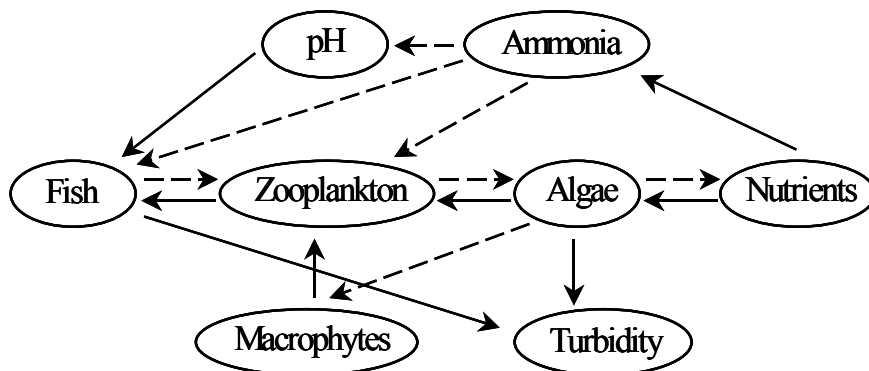 pH
Ammonia
Fish
Zooplankton
Algae
Nutrients
Macrophytes
Turbidity